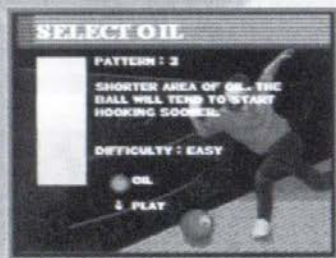 SELECT OIL
PATTERN : 2
SHORTER AREA OF OIL. THE
BALL WILL TEND TO START
HOOKING SOONER.
DIFFICULTY : EASY
OIL
PLAY